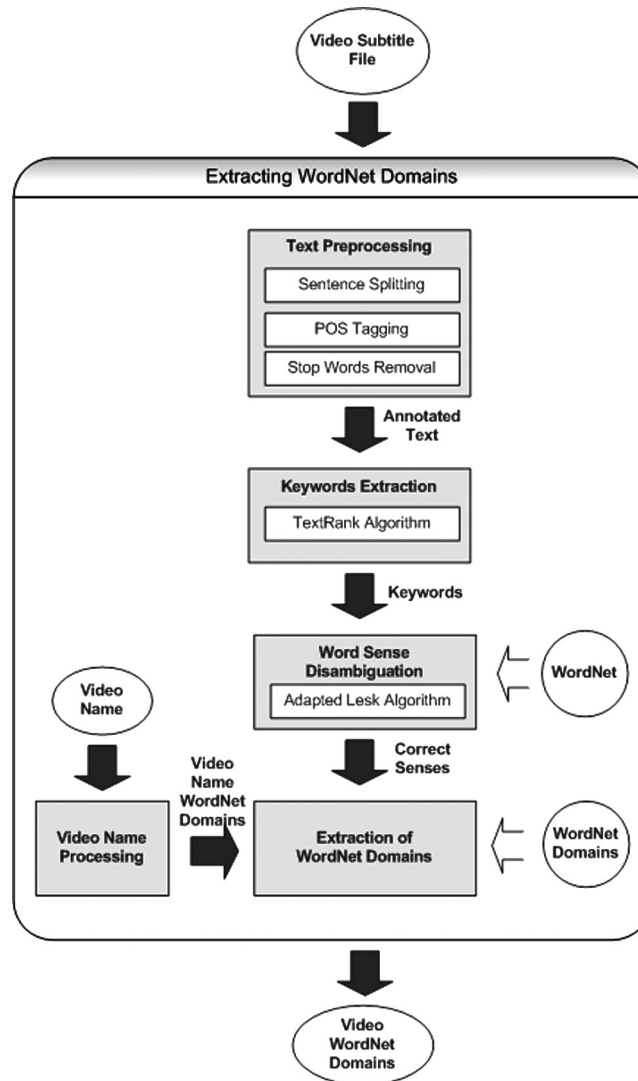 Video Subtitle
File
Extracting WordNet Domains
Text Preprocessing
Sentence Splitting
POS Tagging
Stop Words Removal
Annotated
Text
Keywords Extraction
TextRank Algorithm
Keywords
Word Sense
Disambiguation
Adapted Lesk Algorithm
WordNet
Video
Name
Correct
Senses
Video
Name
WordNet
Domains
Video Name
Processing
Extraction of
WordNet Domains
WordNet
Domains
Video
WordNet
Domains